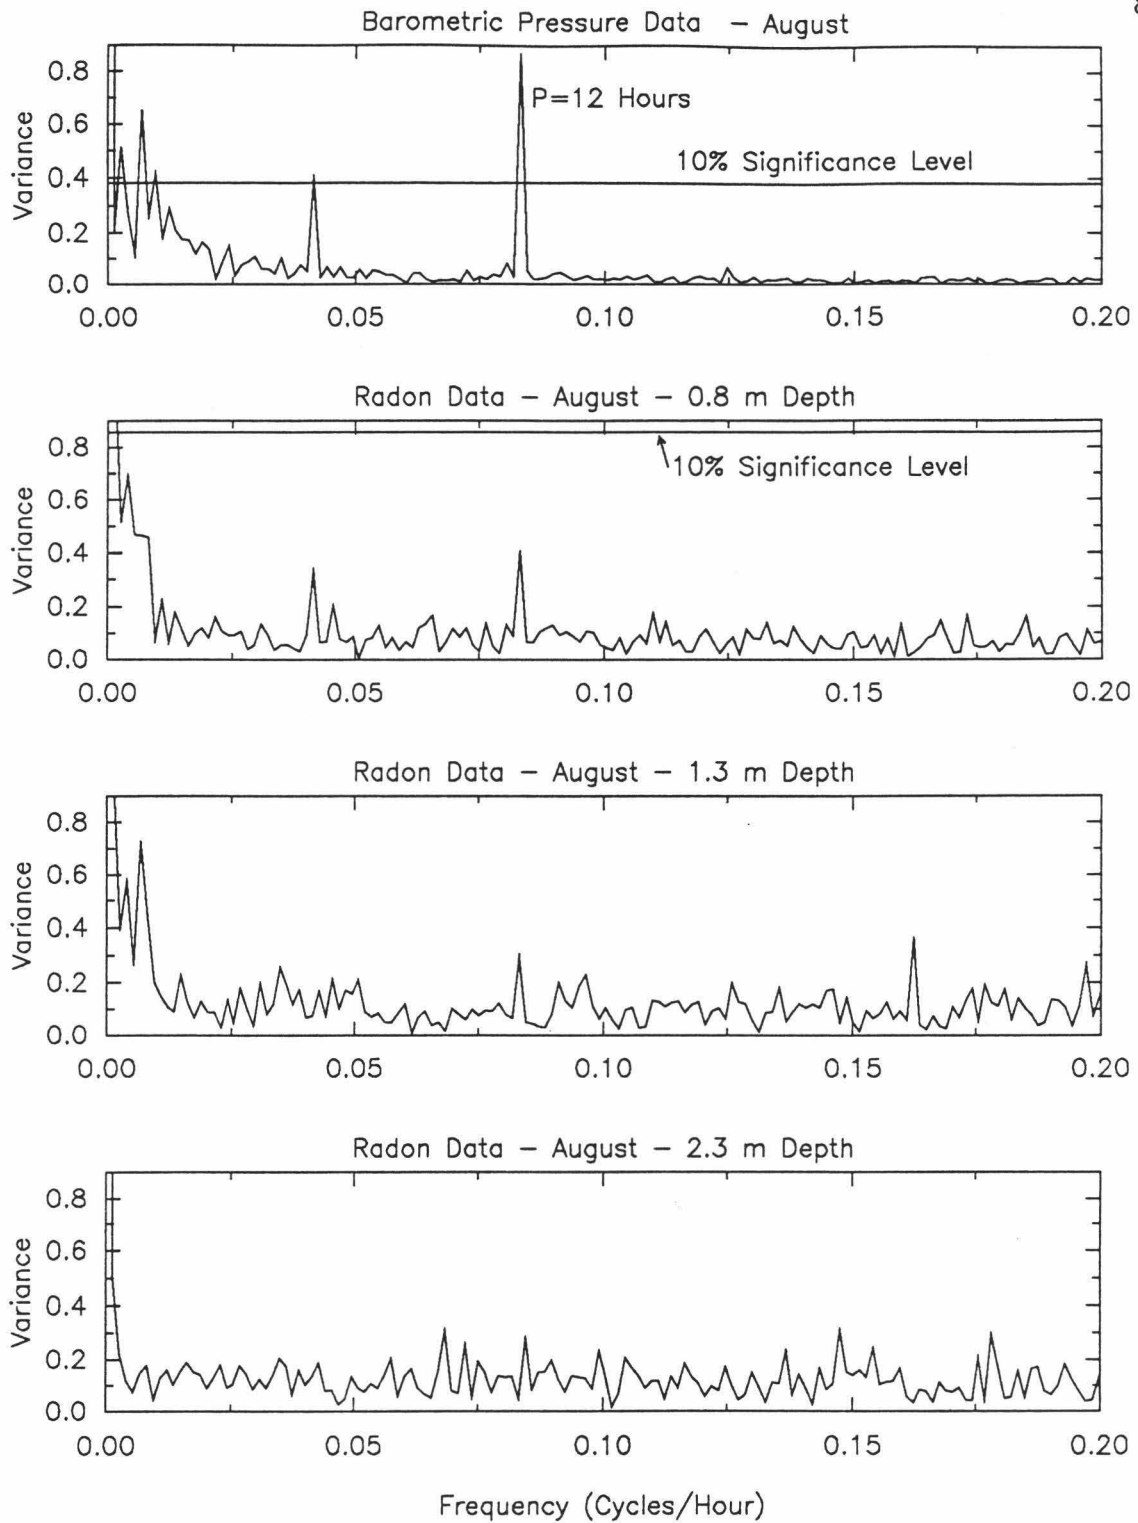 Barometric Pressure Data - August
Variance
0.8
0.6
0.4
0.2
0.0
P=12 Hours
10% Significance Level
0.00 0.05 0.10 0.15 0.20
Radon Data - August - 0.8 m Depth
Variance
0.8
0.6
0.4
0.2
0.0
10% Significance Level
0.00 0.05 0.10 0.15 0.20
Radon Data - August - 1.3 m Depth
Variance
0.8
0.6
0.4
0.2
0.0
0.00 0.05 0.10 0.15 0.20
Radon Data - August - 2.3 m Depth
Variance
0.8
0.6
0.4
0.2
0.0
0.00 0.05 0.10 0.15 0.20
Frequency (Cycles/Hour)